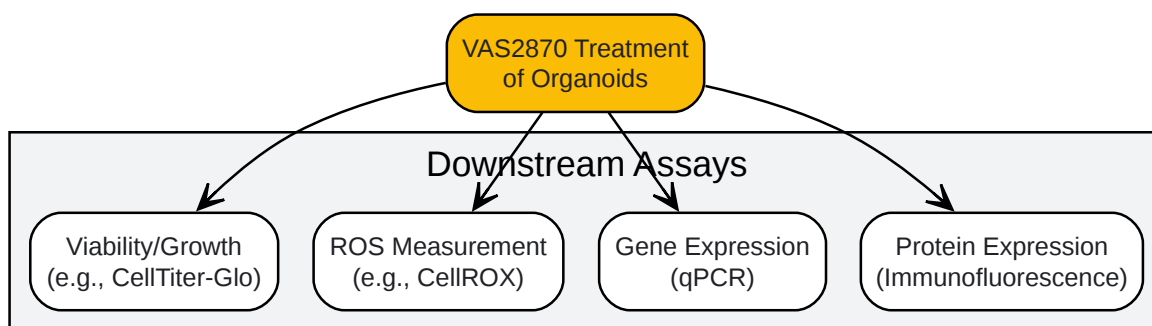 VAS2870 Treatment
of Organoids
Downstream Assays
Viability/Growth
(e.g., CellTiter-Glo)
ROS Measurement
(e.g., CellROX)
Gene Expression
(qPCR)
Protein Expression
(Immunofluorescence)